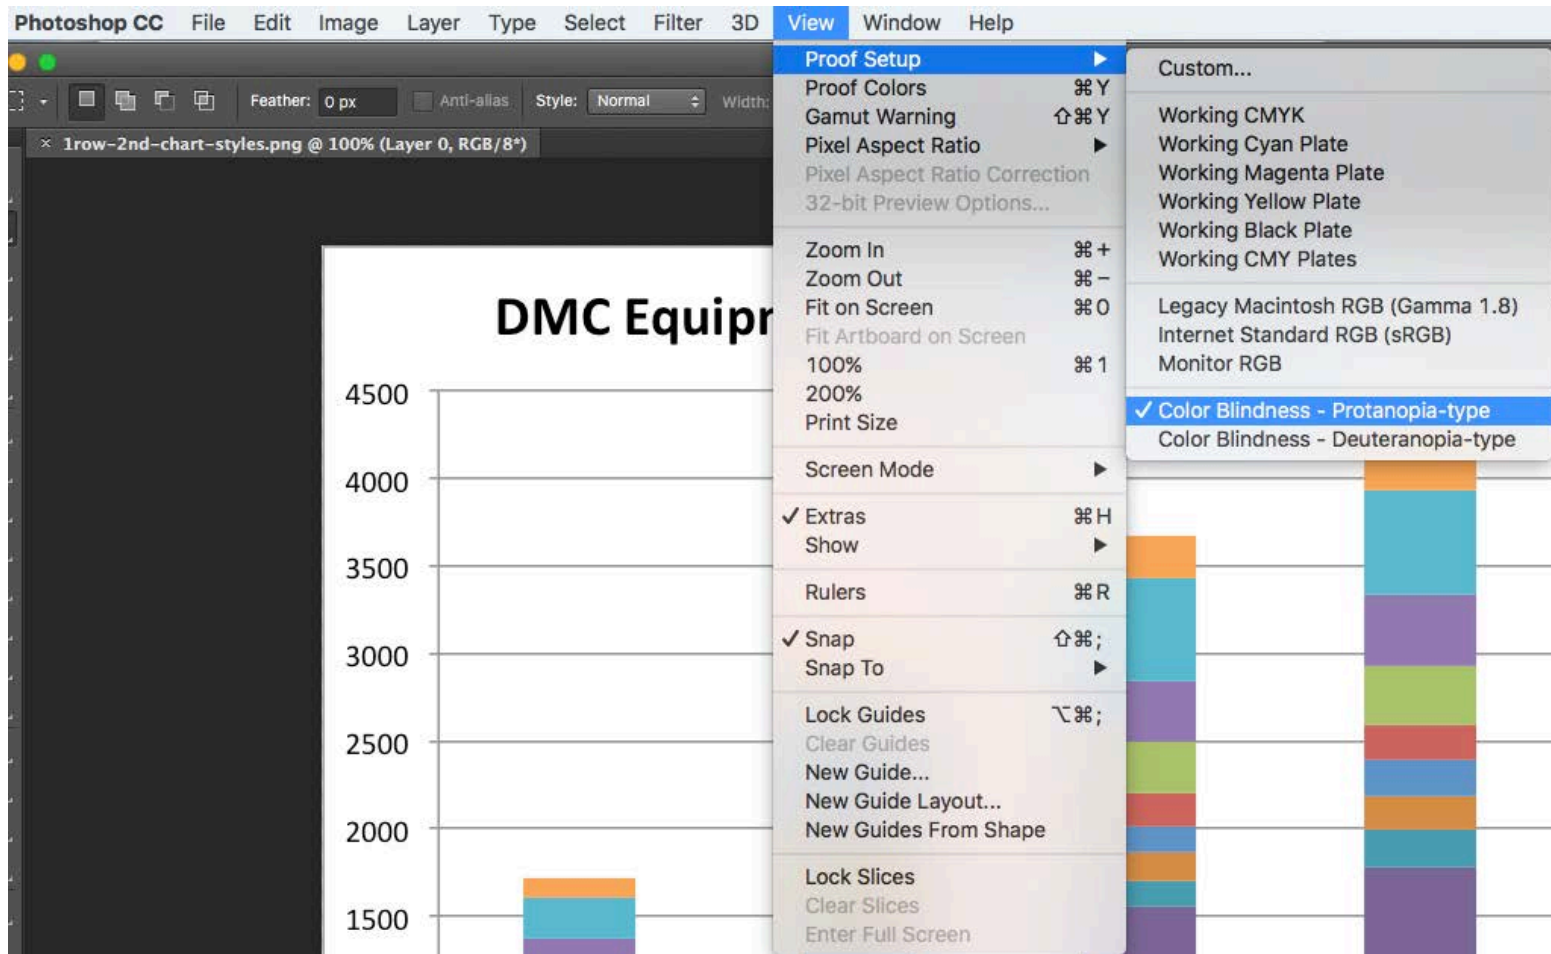 Photoshop CC File Edit Image Layer Type Select Filter 3D View Window Help
Feather: 0 px Anti-alias Style: Normal Width:
× 1row-2nd-chart-styles.png @ 100% (Layer 0, RGB/8*)
Proof Setup ▶
Proof Colors ⌘Y
Gamut Warning ⇧⌘Y
Pixel Aspect Ratio ▶
Pixel Aspect Ratio Correction
32-bit Preview Options...
Zoom In ⌘+
Zoom Out ⌘−
Fit on Screen ⌘0
Fit Artboard on Screen
100% ⌘1
200%
Print Size
Screen Mode ▶
✓ Extras ⌘H
Show ▶
Rulers ⌘R
✓ Snap ⇧⌘;
Snap To ▶
Lock Guides ⌥⌘;
Clear Guides
New Guide...
New Guide Layout...
New Guides From Shape
Lock Slices
Clear Slices
Enter Full Screen
Custom...
Working CMYK
Working Cyan Plate
Working Magenta Plate
Working Yellow Plate
Working Black Plate
Working CMY Plates
Legacy Macintosh RGB (Gamma 1.8)
Internet Standard RGB (sRGB)
Monitor RGB
✓ Color Blindness - Protanopia-type
Color Blindness - Deuteranopia-type
DMC Equipr
4500
4000
3500
3000
2500
2000
1500